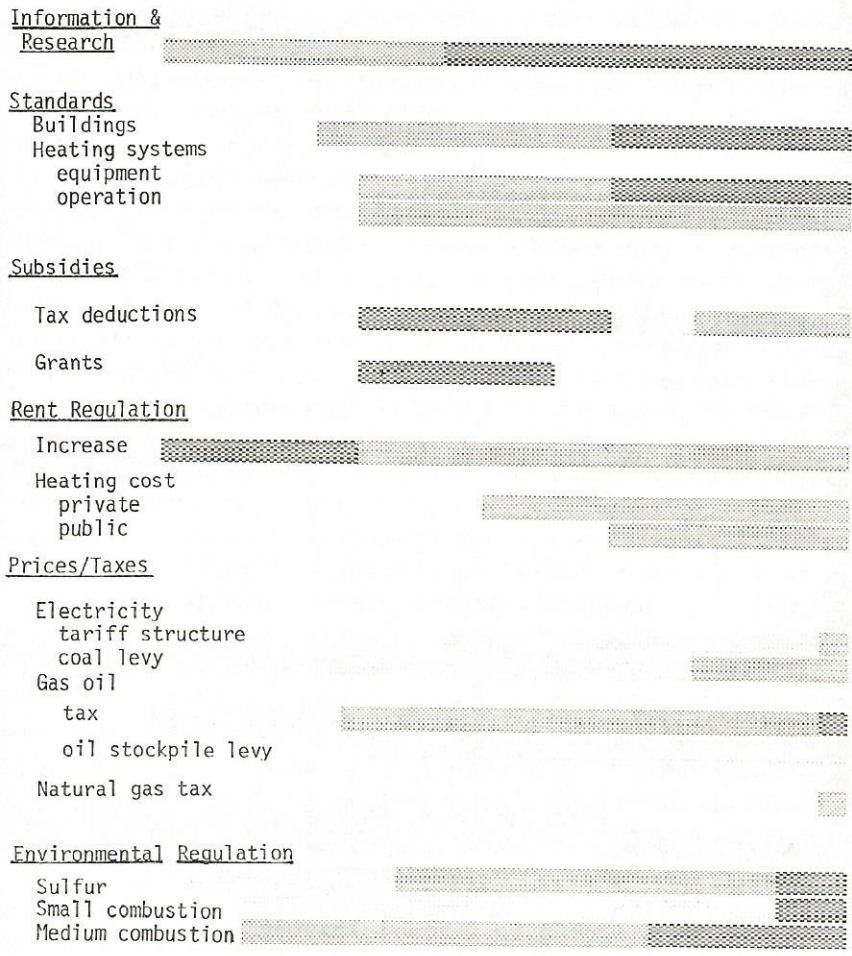 Information &
Research
Standards
Buildings
Heating systems
equipment
operation
Subsidies
Tax deductions
Grants
Rent Regulation
Increase
Heating cost
private
public
Prices/Taxes
Electricity
tariff structure
coal levy
Gas oil
tax
oil stockpile levy
Natural gas tax
Environmental Regulation
Sulfur
Small combustion
Medium combustion